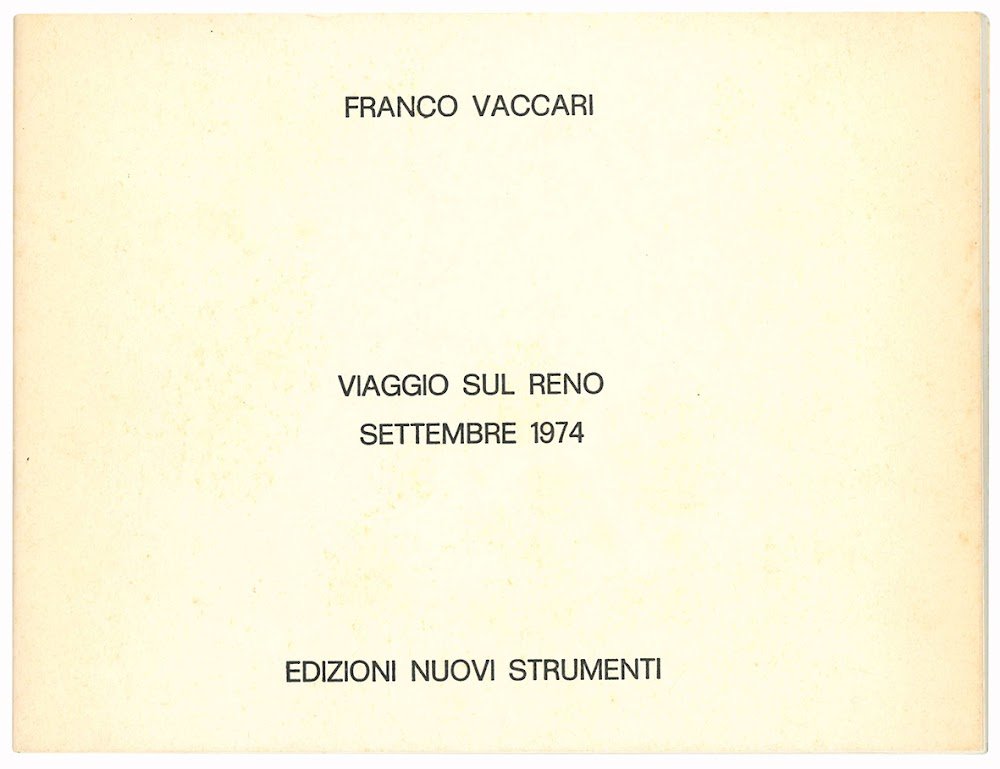 FRANCO VACCARI
VIAGGIO SUL RENO
SETTEMBRE 1974
EDIZIONI NUOVI STRUMENTI